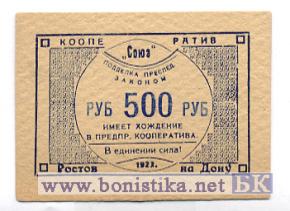 КООПЕ РАТИВ
„Союз"
ПОДДЕЛКА ПРЕСЛЕД.
ЗАКОНОМ
РУБ 500 РУБ
ИМЕЕТ ХОЖДЕНИЕ
В ПРЕДПР. КООПЕРАТИВА.
В единении сила!
Ростов 1923. на Дону
www.bonistika.net БК